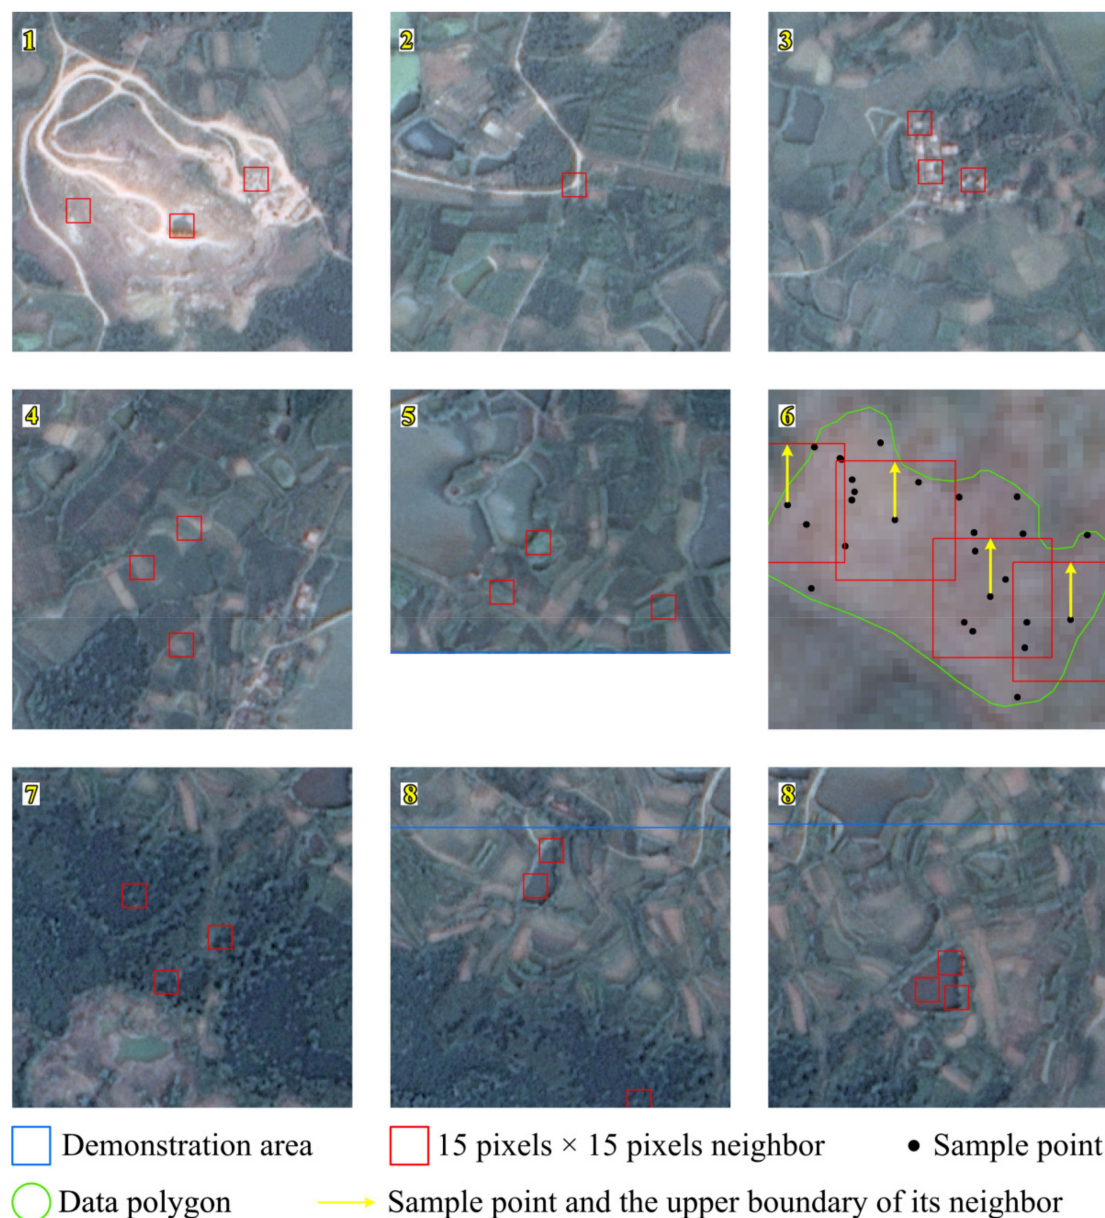 1 2 3
4 5 6
7 8 8
Demonstration area 15 pixels × 15 pixels neighbor Sample point
Data polygon Sample point and the upper boundary of its neighbor